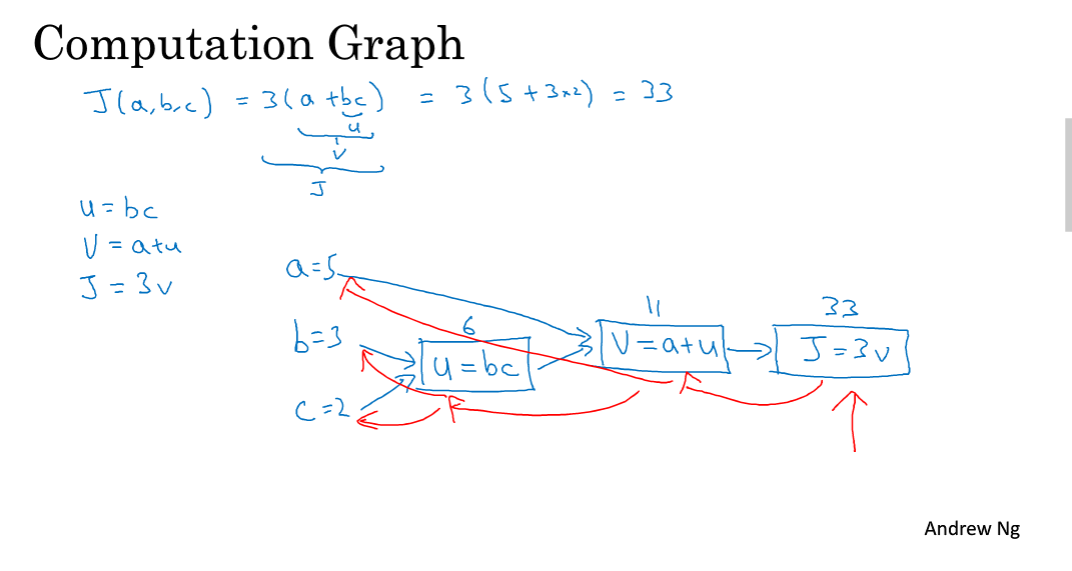 Computation Graph
J(a,b,c) = 3(a+bc) = 3(5+3×2) = 33
u
V
J
u = bc
V = a+u
J = 3v
a=5
11
33
b=3
6
V=a+u
J=3v
u=bc
c=2
Andrew Ng